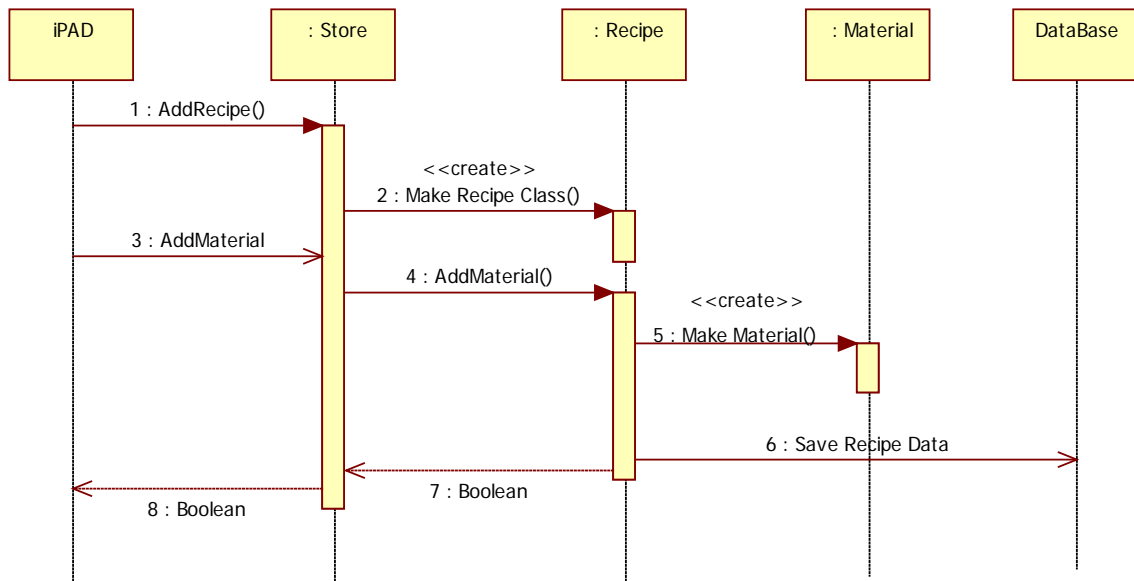 iPAD
: Store
: Recipe
: Material
DataBase
1 : AddRecipe()
<<create>>
2 : Make Recipe Class()
3 : AddMaterial
4 : AddMaterial()
<<create>>
5 : Make Material()
6 : Save Recipe Data
7 : Boolean
8 : Boolean